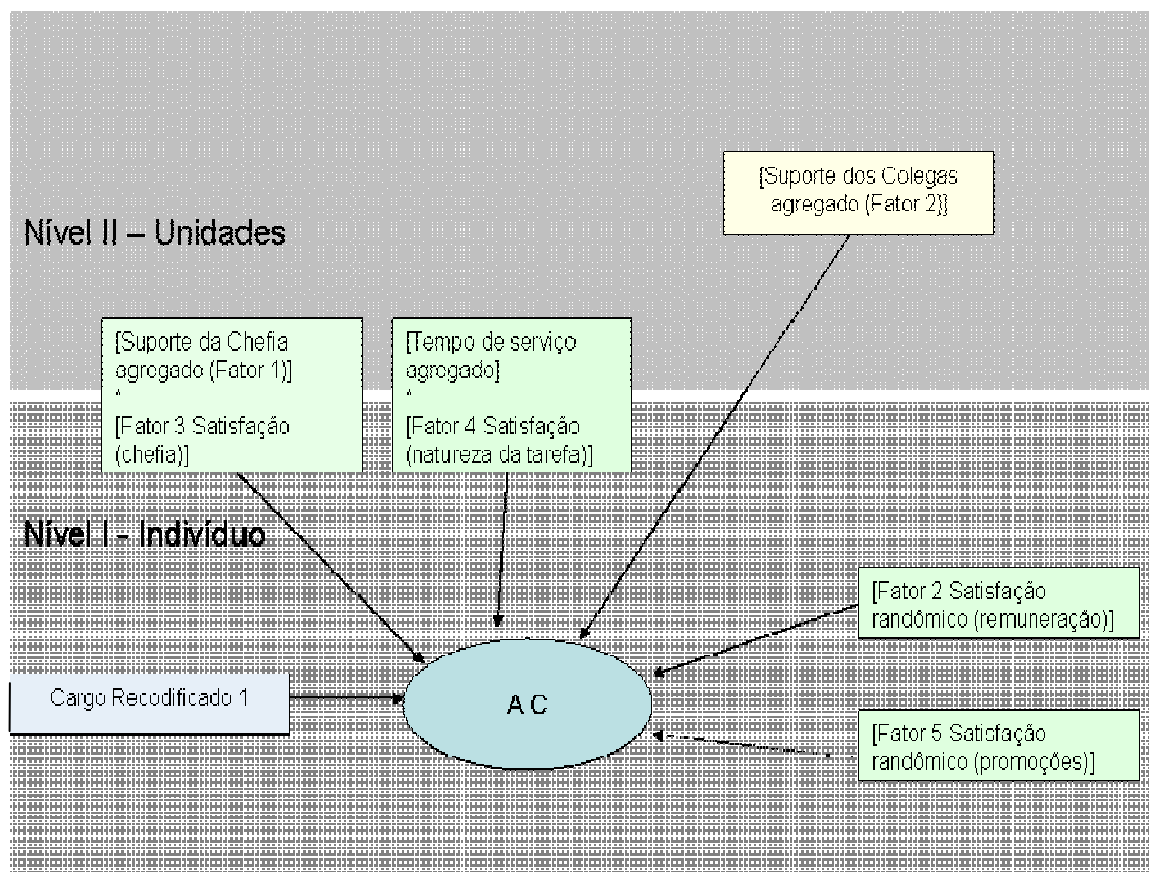 [Suporte dos Colegas
agregado (Fator 2)]
Nível II – Unidades
[Suporte da Chefia
agrogado (Fator 1)]
*
[Fator 3 Satisfação
(chefia)]
[Tempo de serviço
agrogado]
*
[Fator 4 Satisfação
(natureza da tarefa)]
Nível I - Indivíduo
[Fator 2 Satisfação
randômico (remuneração)]
Cargo Recodificado 1
A C
[Fator 5 Satisfação
randômico (promoções)]